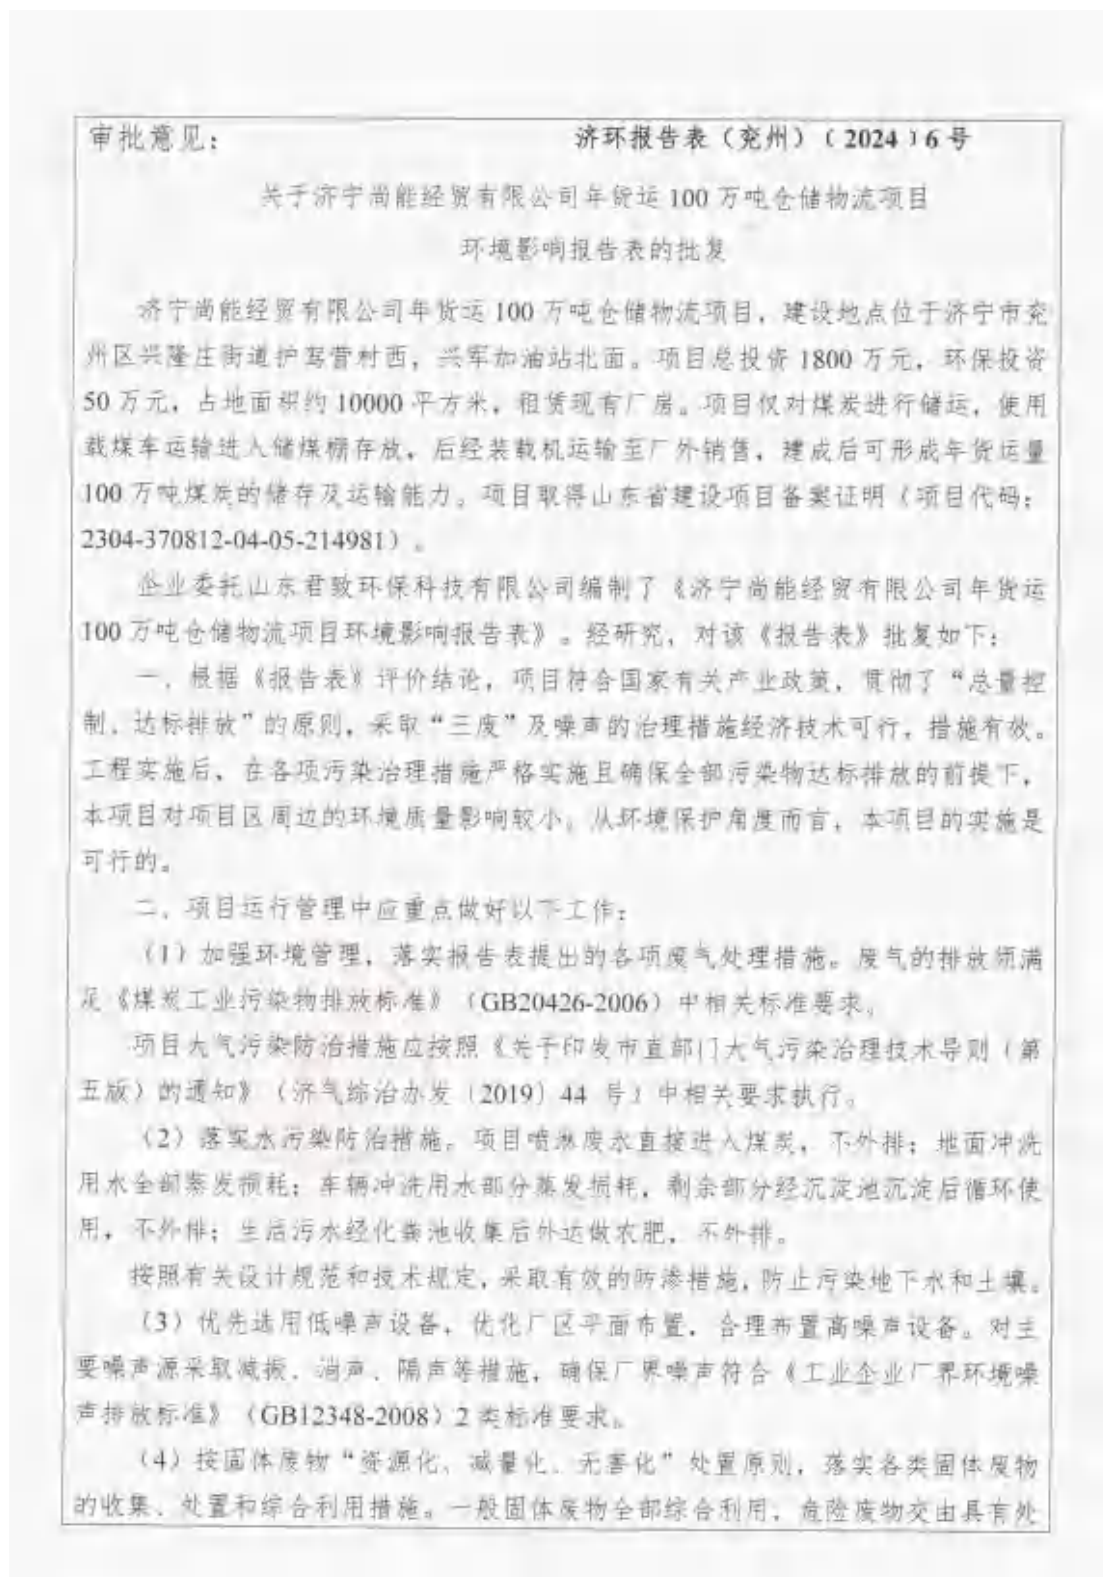 审批意见： 济环报告表（兖州）〔2024〕6号
关于济宁尚能经贸有限公司年货运100万吨仓储物流项目
环境影响报告表的批复
济宁尚能经贸有限公司年货运100万吨仓储物流项目，建设地点位于济宁市兖
州区兴隆庄街道护驾营村西，兴军加油站北面。项目总投资1800万元，环保投资
50万元，占地面积约10000平方米，租赁现有厂房。项目仅对煤炭进行储运，使用
载煤车运输进入储煤棚存放，后经装载机运输至厂外销售，建成后可形成年货运量
100万吨煤炭的储存及运输能力。项目取得山东省建设项目备案证明（项目代码：
2304-370812-04-05-214981）。
企业委托山东君致环保科技有限公司编制了《济宁尚能经贸有限公司年货运
100万吨仓储物流项目环境影响报告表》。经研究，对该《报告表》批复如下：
一、根据《报告表》评价结论，项目符合国家有关产业政策，贯彻了“总量控
制、达标排放”的原则，采取“三废”及噪声的治理措施经济技术可行，措施有效。
工程实施后，在各项污染治理措施严格实施且确保全部污染物达标排放的前提下，
本项目对项目区周边的环境质量影响较小。从环境保护角度而言，本项目的实施是
可行的。
二、项目运行管理中应重点做好以下工作：
（1）加强环境管理，落实报告表提出的各项废气处理措施。废气的排放须满
足《煤炭工业污染物排放标准》（GB20426-2006）中相关标准要求。
项目大气污染防治措施应按照《关于印发市直部门大气污染治理技术导则（第
五版）的通知》（济气综治办发〔2019〕44号）中相关要求执行。
（2）落实水污染防治措施。项目喷淋废水直接进入煤炭，不外排；地面冲洗
用水全部蒸发损耗；车辆冲洗用水部分蒸发损耗，剩余部分经沉淀池沉淀后循环使
用，不外排；生活污水经化粪池收集后外运做农肥，不外排。
按照有关设计规范和技术规定，采取有效的防渗措施，防止污染地下水和土壤。
（3）优先选用低噪声设备，优化厂区平面布置，合理布置高噪声设备。对主
要噪声源采取减振、消声、隔声等措施，确保厂界噪声符合《工业企业厂界环境噪
声排放标准》（GB12348-2008）2类标准要求。
（4）按固体废物“资源化、减量化、无害化”处置原则，落实各类固体废物
的收集、处置和综合利用措施。一般固体废物全部综合利用，危险废物交由具有处